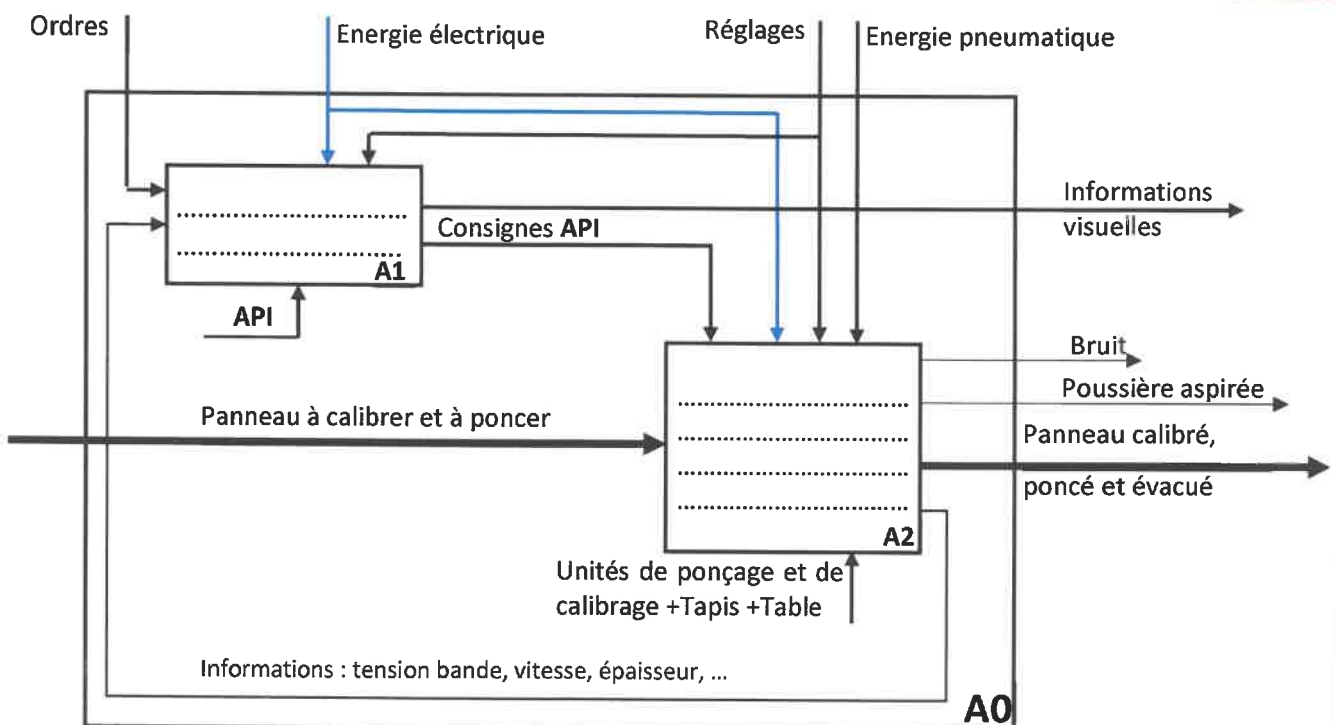 Ordres
Energie électrique
Réglages
Energie pneumatique
Informations
visuelles
Consignes API
A1
API
Bruit
Poussière aspirée
Panneau à calibrer et à poncer
Panneau calibré,
poncé et évacué
A2
Unités de ponçage et de
calibrage +Tapis +Table
Informations : tension bande, vitesse, épaisseur, ...
A0